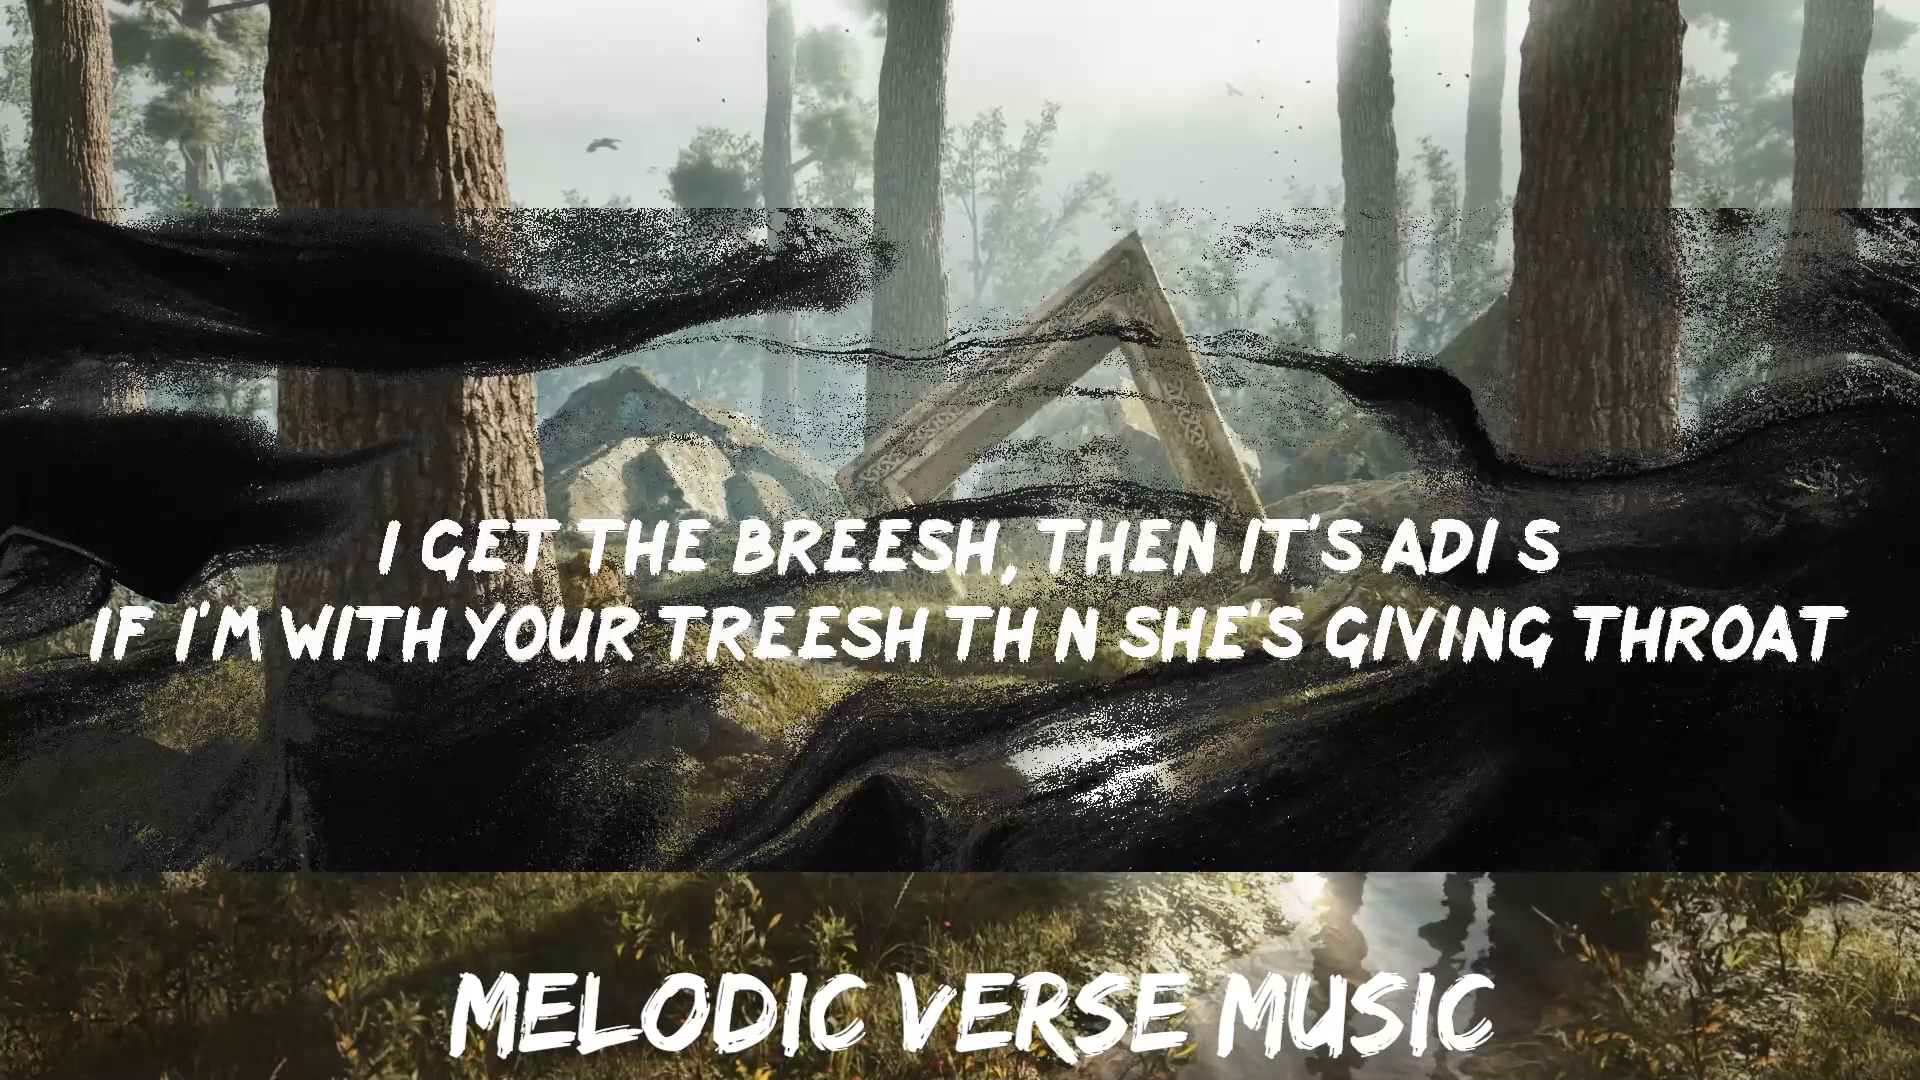 I GET THE BREESH, THEN IT'S ADI S
IF I'M WITH YOUR TREESH TH N SHE'S GIVING THROAT
MELODIC VERSE MUSIC